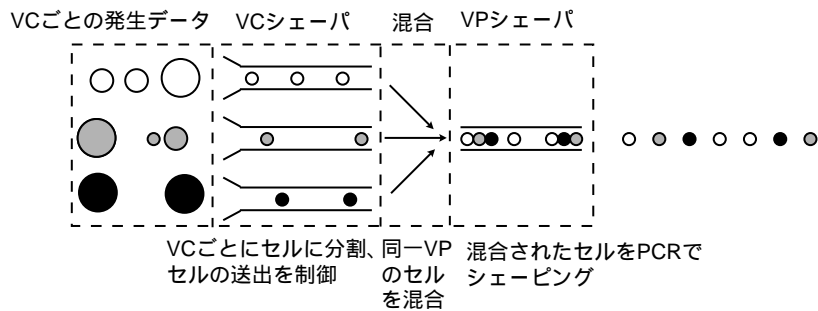 VCごとの発生データ
VCシェーパ
混合
VPシェーパ
VCごとにセルに分割、
セルの送出を制御
同一VP
のセル
を混合
混合されたセルをPCRで
シェーピング